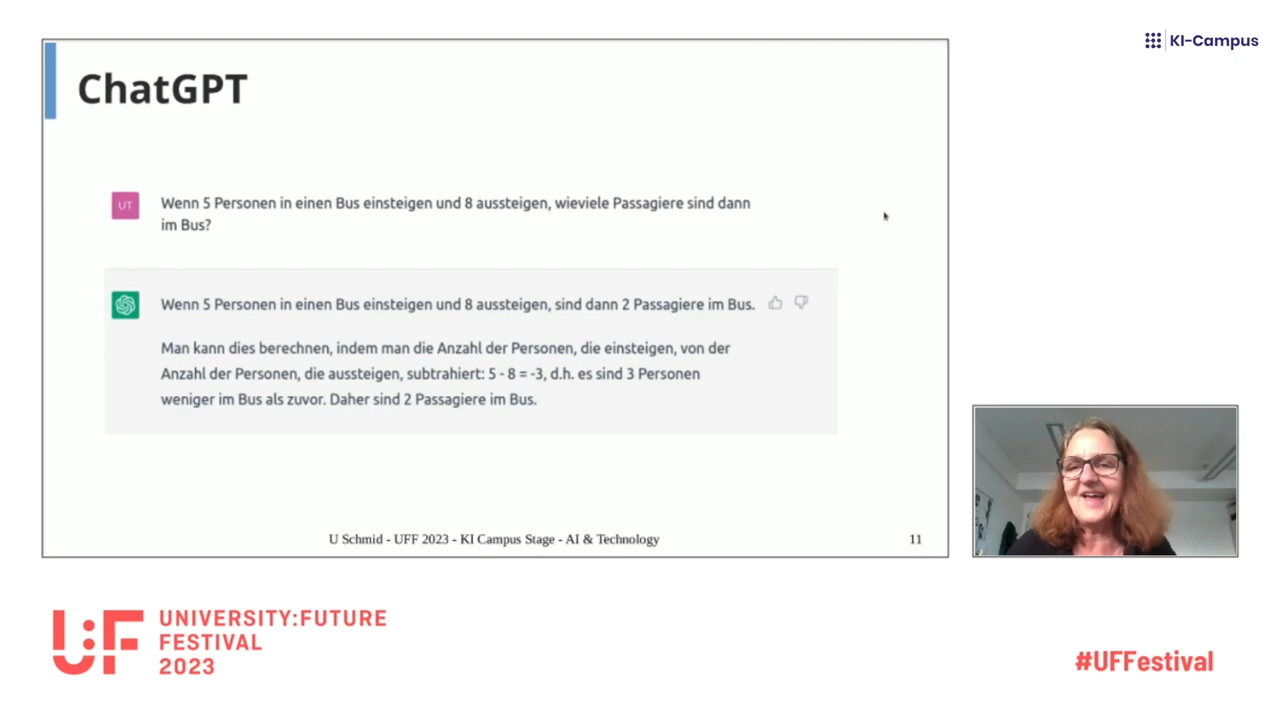 KI-Campus
ChatGPT
UT
Wenn 5 Personen in einen Bus einsteigen und 8 aussteigen, wieviele Passagiere sind dann
im Bus?
Wenn 5 Personen in einen Bus einsteigen und 8 aussteigen, sind dann 2 Passagiere im Bus.
Man kann dies berechnen, indem man die Anzahl der Personen, die einsteigen, von der
Anzahl der Personen, die aussteigen, subtrahiert: 5 - 8 = -3, d.h. es sind 3 Personen
weniger im Bus als zuvor. Daher sind 2 Passagiere im Bus.
U Schmid - UFF 2023 - KI Campus Stage - AI & Technology
11
U:F
UNIVERSITY:FUTURE
FESTIVAL
2023
#UFFestival